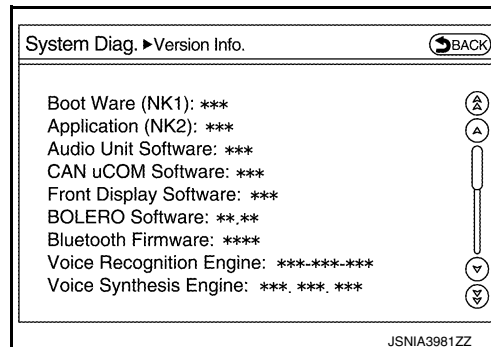 System Diag. ►Version Info. BACK
Boot Ware (NK1): ***
Application (NK2): ***
Audio Unit Software: ***
CAN uCOM Software: ***
Front Display Software: ***
BOLERO Software: **.**
Bluetooth Firmware: ****
Voice Recognition Engine: ***-***-***
Voice Synthesis Engine: ***. ***. ***
JSNIA3981ZZ